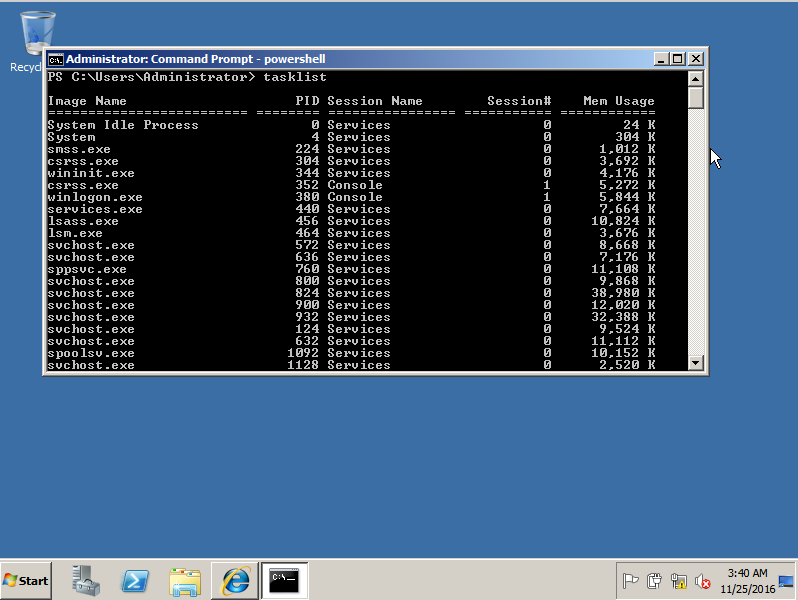 Recycl
Administrator: Command Prompt - powershell
PS C:\Users\Administrator> tasklist
Image Name                     PID Session Name        Session#    Mem Usage
========================= ======== ================ =========== ============
System Idle Process              0 Services                   0         24 K
System                           4 Services                   0        304 K
smss.exe                       224 Services                   0      1,012 K
csrss.exe                      304 Services                   0      3,692 K
wininit.exe                    344 Services                   0      4,176 K
csrss.exe                      352 Console                    1      5,272 K
winlogon.exe                   380 Console                    1      5,844 K
services.exe                   440 Services                   0      7,664 K
lsass.exe                      456 Services                   0     10,824 K
lsm.exe                        464 Services                   0      3,676 K
svchost.exe                    572 Services                   0      8,668 K
svchost.exe                    636 Services                   0      7,176 K
sppsvc.exe                     760 Services                   0     11,108 K
svchost.exe                    800 Services                   0      9,868 K
svchost.exe                    824 Services                   0     38,980 K
svchost.exe                    900 Services                   0     12,020 K
svchost.exe                    932 Services                   0     32,388 K
svchost.exe                    124 Services                   0      9,524 K
svchost.exe                    632 Services                   0     11,112 K
spoolsv.exe                   1092 Services                   0     10,152 K
svchost.exe                   1128 Services                   0      2,520 K
Start
C:\_
3:40 AM
11/25/2016